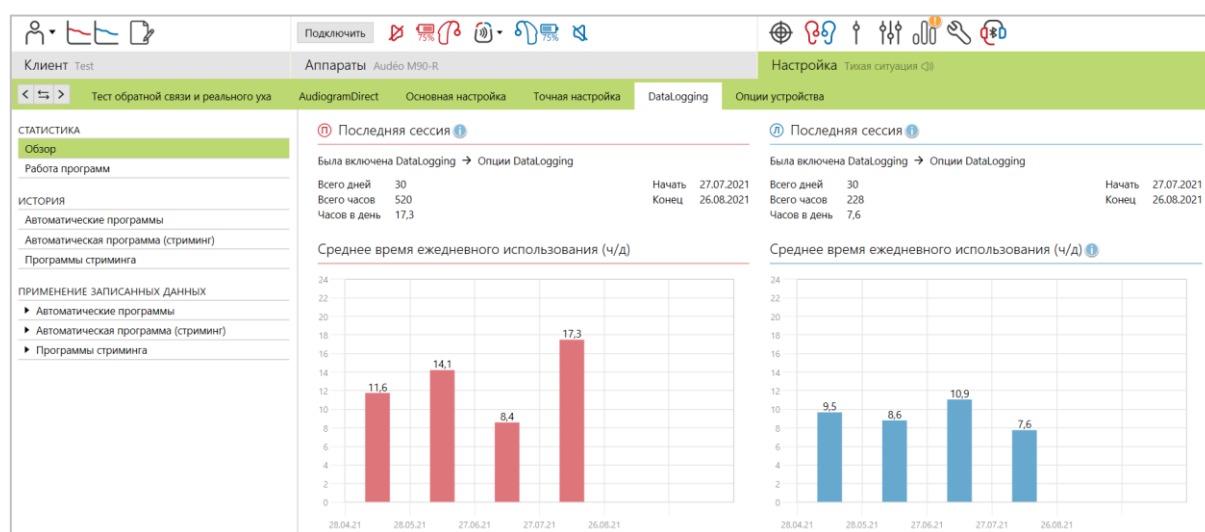 Подключить
75%
75%
Клиент Test
Аппараты Audéo M90-R
Настройка Тихая ситуация
Тест обратной связи и реального уха
AudiogramDirect
Основная настройка
Точная настройка
DataLogging
Опции устройства
СТАТИСТИКА
Обзор
Работа программ
ИСТОРИЯ
Автоматические программы
Автоматическая программа (стриминг)
Программы стриминга
ПРИМЕНЕНИЕ ЗАПИСАННЫХ ДАННЫХ
Автоматические программы
Автоматическая программа (стриминг)
Программы стриминга
П Последняя сессия i
Была включена DataLogging → Опции DataLogging
Всего дней 30 Начать 27.07.2021
Всего часов 520 Конец 26.08.2021
Часов в день 17,3
Среднее время ежедневного использования (ч/д)
24
22
20
18
16
14
12
10
8
6
4
2
0
11,6
14,1
8,4
17,3
28.04.21 28.05.21 27.06.21 27.07.21 26.08.21
Л Последняя сессия i
Была включена DataLogging → Опции DataLogging
Всего дней 30 Начать 27.07.2021
Всего часов 228 Конец 26.08.2021
Часов в день 7,6
Среднее время ежедневного использования (ч/д) i
24
22
20
18
16
14
12
10
8
6
4
2
0
9,5
8,6
10,9
7,6
28.04.21 28.05.21 27.06.21 27.07.21 26.08.21